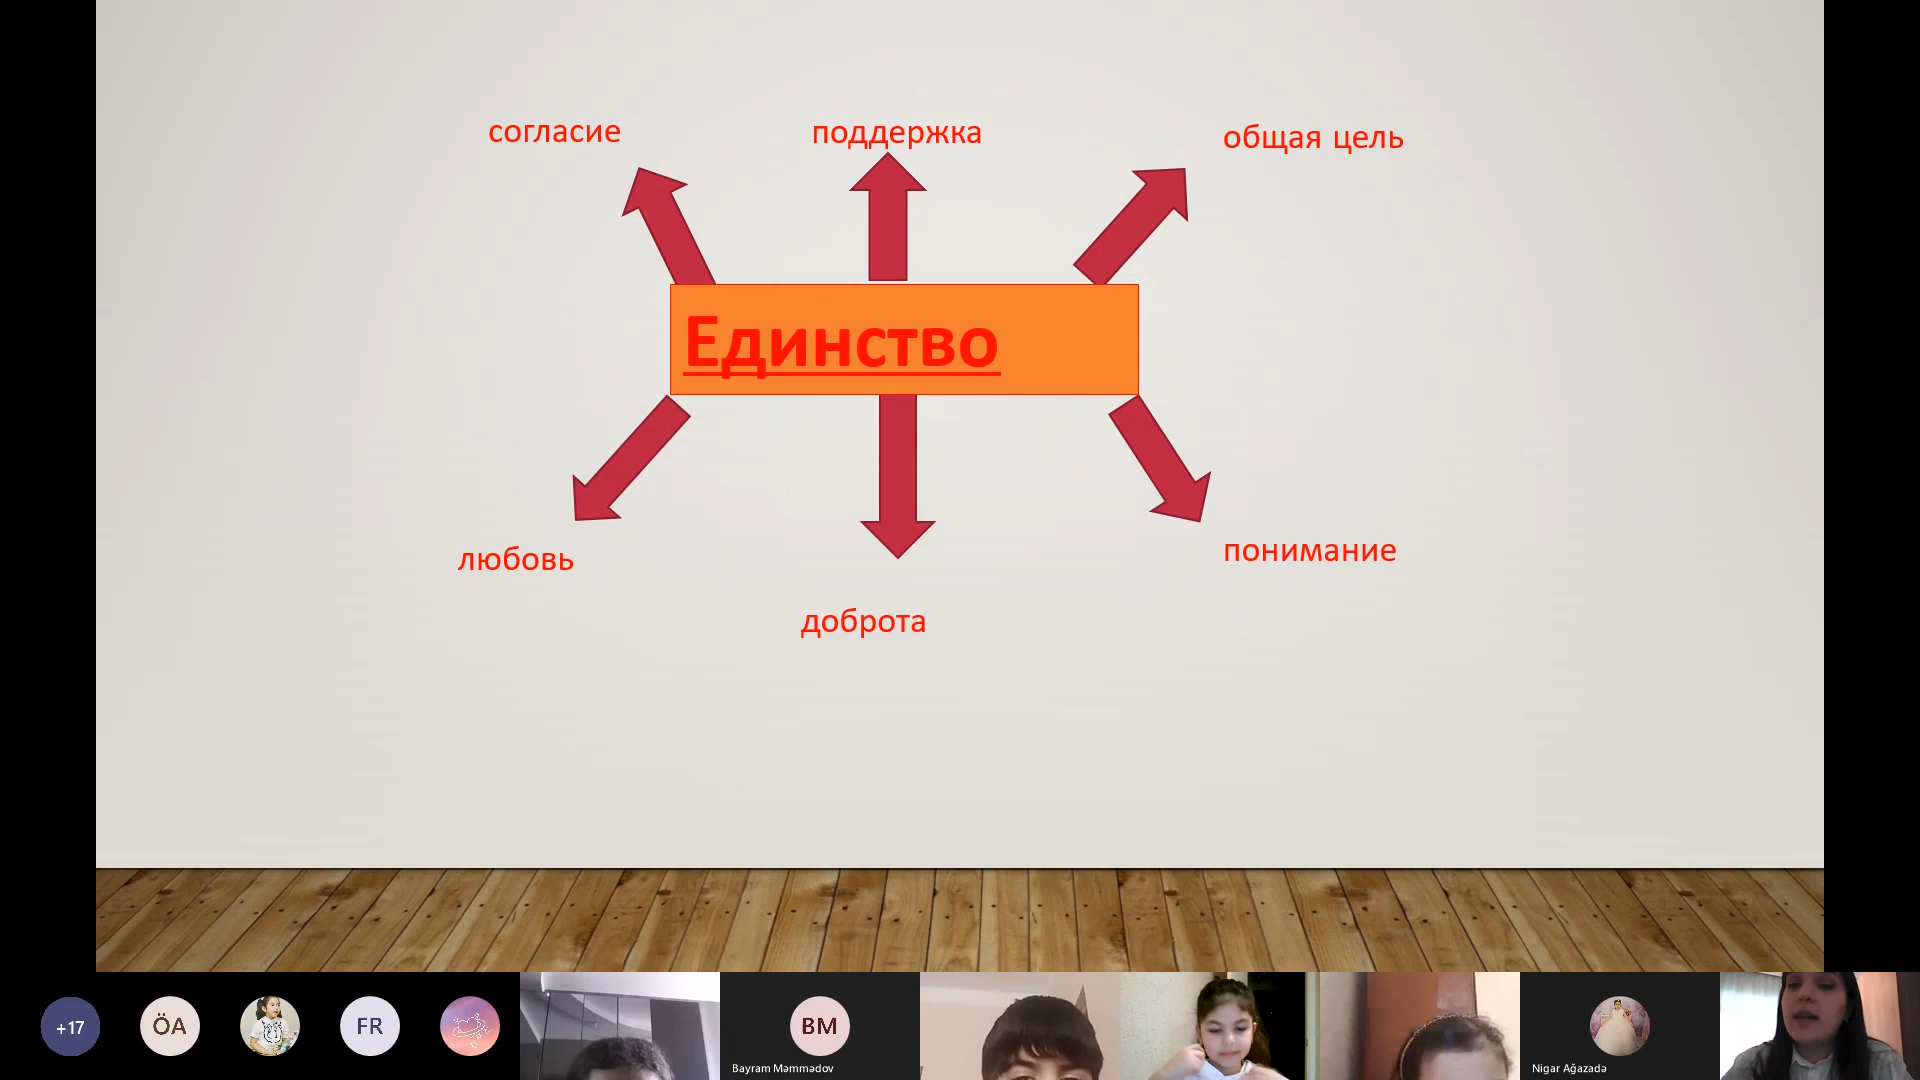 согласие
поддержка
общая цель
Единство
любовь
доброта
понимание
+17
ÖA
FR
BM
Bayram Məmmədov
Nigar Ağazadə